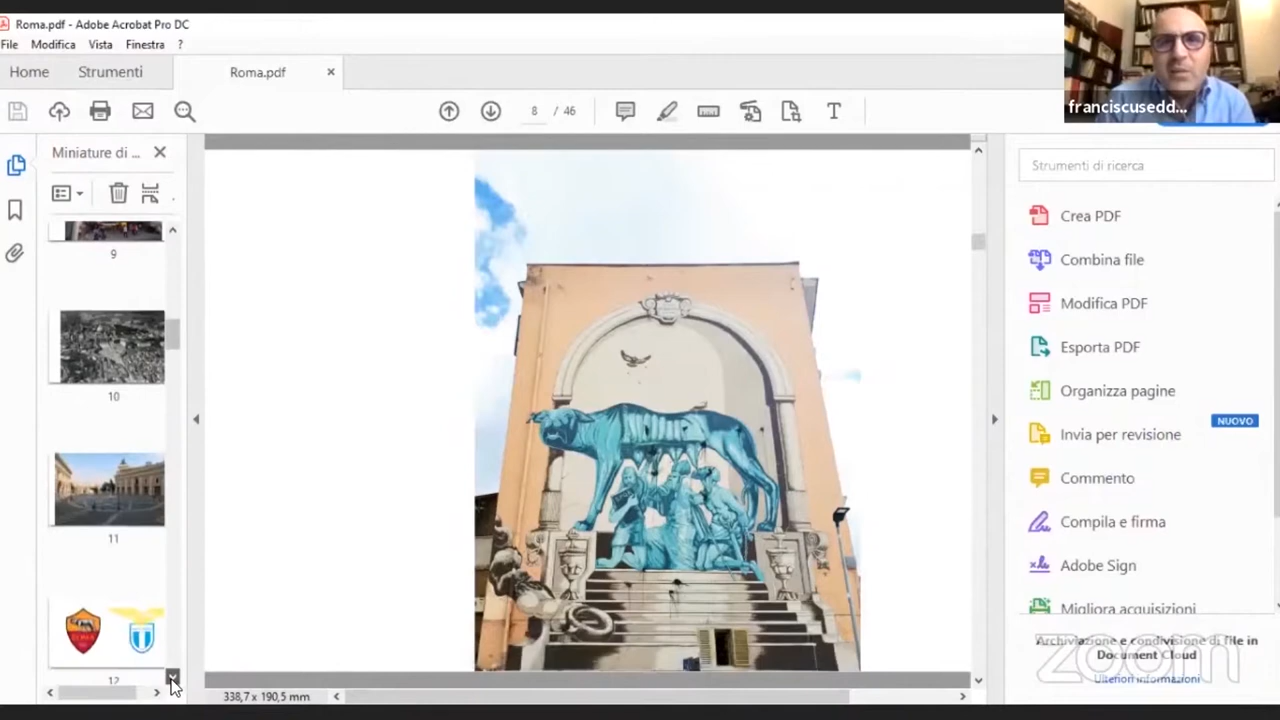 Roma.pdf - Adobe Acrobat Pro DC
File Modifica Vista Finestra ?
Home Strumenti Roma.pdf
8 / 46
franciscusedd...
Miniature di ...
9
10
11
ROMA
12
338,7 x 190,5 mm
Strumenti di ricerca
Crea PDF
Combina file
Modifica PDF
Esporta PDF
Organizza pagine
NUOVO
Invia per revisione
Commento
Compila e firma
Adobe Sign
Migliora acquisizioni
Archiviazione e condivisione di file in
Document Cloud
Ulteriori informazioni
zoom